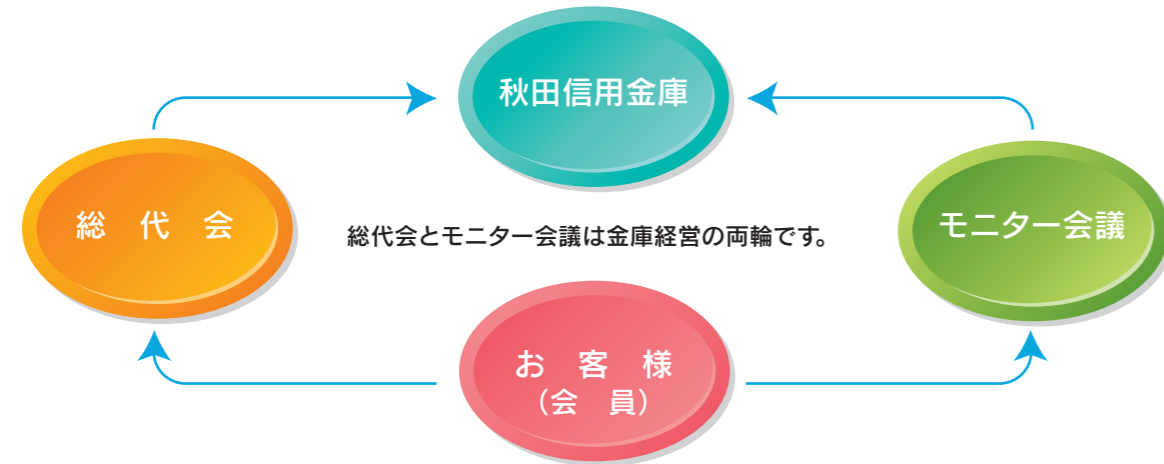 秋田信用金庫
総　代　会
モニター会議
総代会とモニター会議は金庫経営の両輪です。
お　客　様
（会　員）